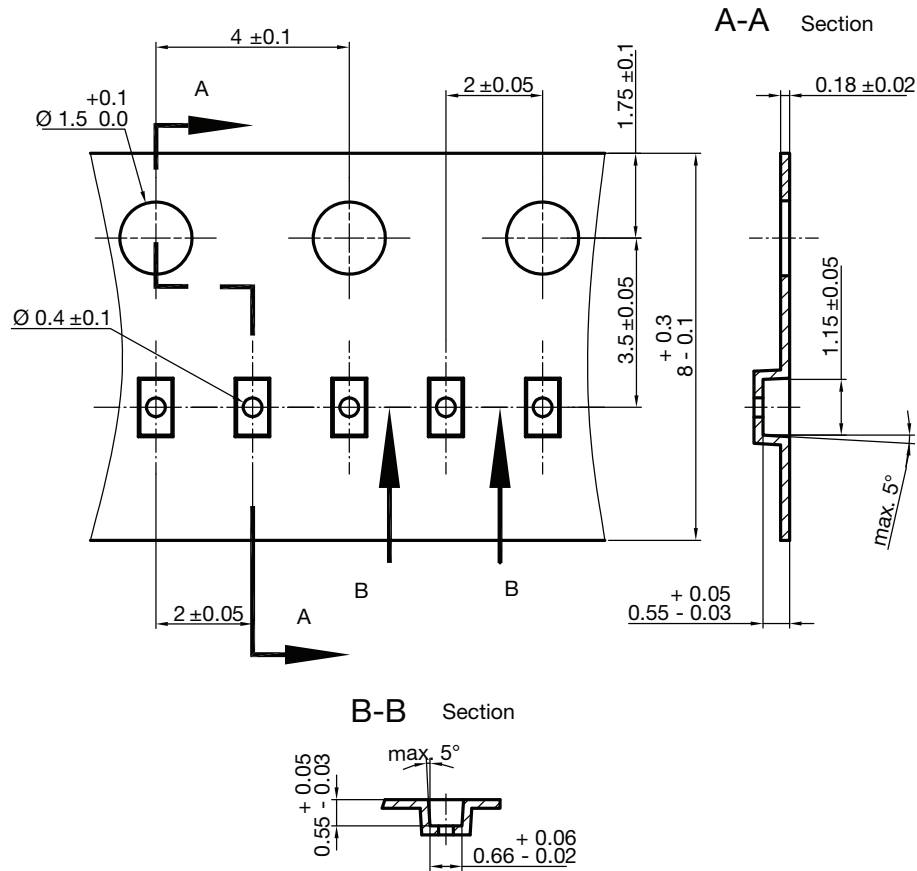 A-A Section
4 ±0.1
2 ±0.05
1.75 ±0.1
0.18 ±0.02
+0.1
Ø 1.5 0.0
A
3.5 ±0.05
+ 0.3
8 - 0.1
1.15 ±0.05
Ø 0.4 ±0.1
max. 5°
B
B
+ 0.05
0.55 - 0.03
2 ±0.05
A
B-B Section
max. 5°
+ 0.05
0.55 - 0.03
+ 0.06
0.66 - 0.02